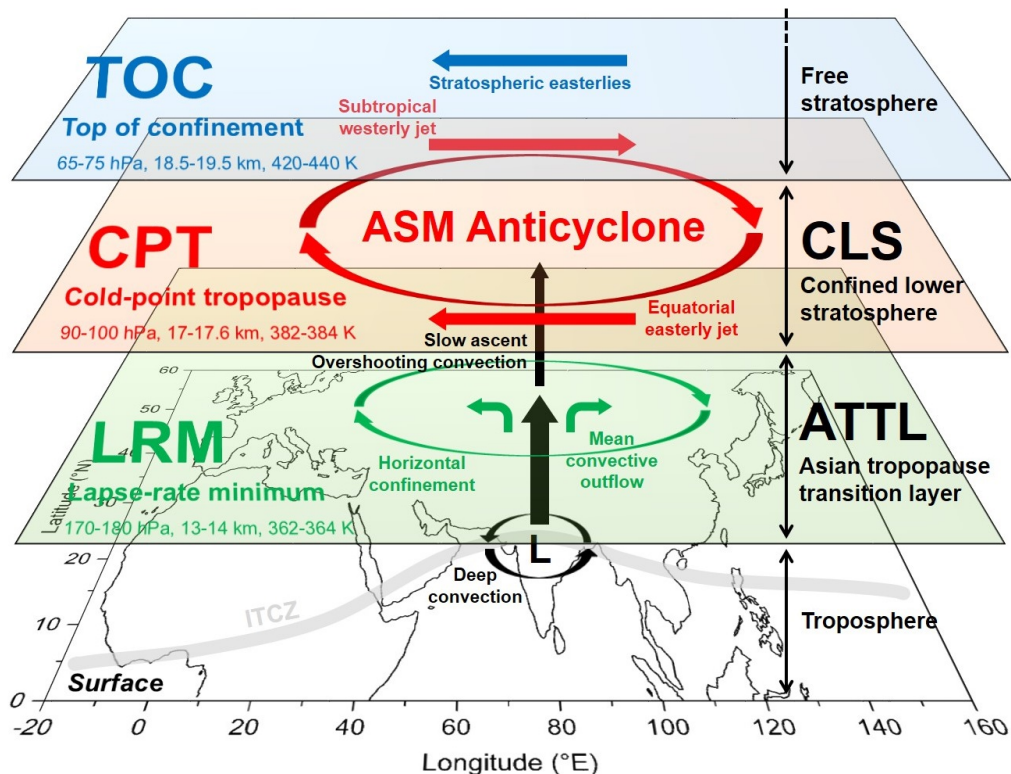 TOC
Top of confinement
65-75 hPa, 18.5-19.5 km, 420-440 K
Stratospheric easterlies
Subtropical
westerly jet
Free
stratosphere
CPT
Cold-point tropopause
90-100 hPa, 17-17.6 km, 382-384 K
ASM Anticyclone
Equatorial
easterly jet
Slow ascent
Overshooting convection
CLS
Confined lower
stratosphere
LRM
Lapse-rate minimum
170-180 hPa, 13-14 km, 362-364 K
Horizontal
confinement
Mean
convective
outflow
ATTL
Asian tropopause
transition layer
L
Deep
convection
ITCZ
Troposphere
Surface
60
50
40
30
20
10
0
Latitude (°N)
-20
0
20
40
60
80
100
120
140
160
Longitude (°E)